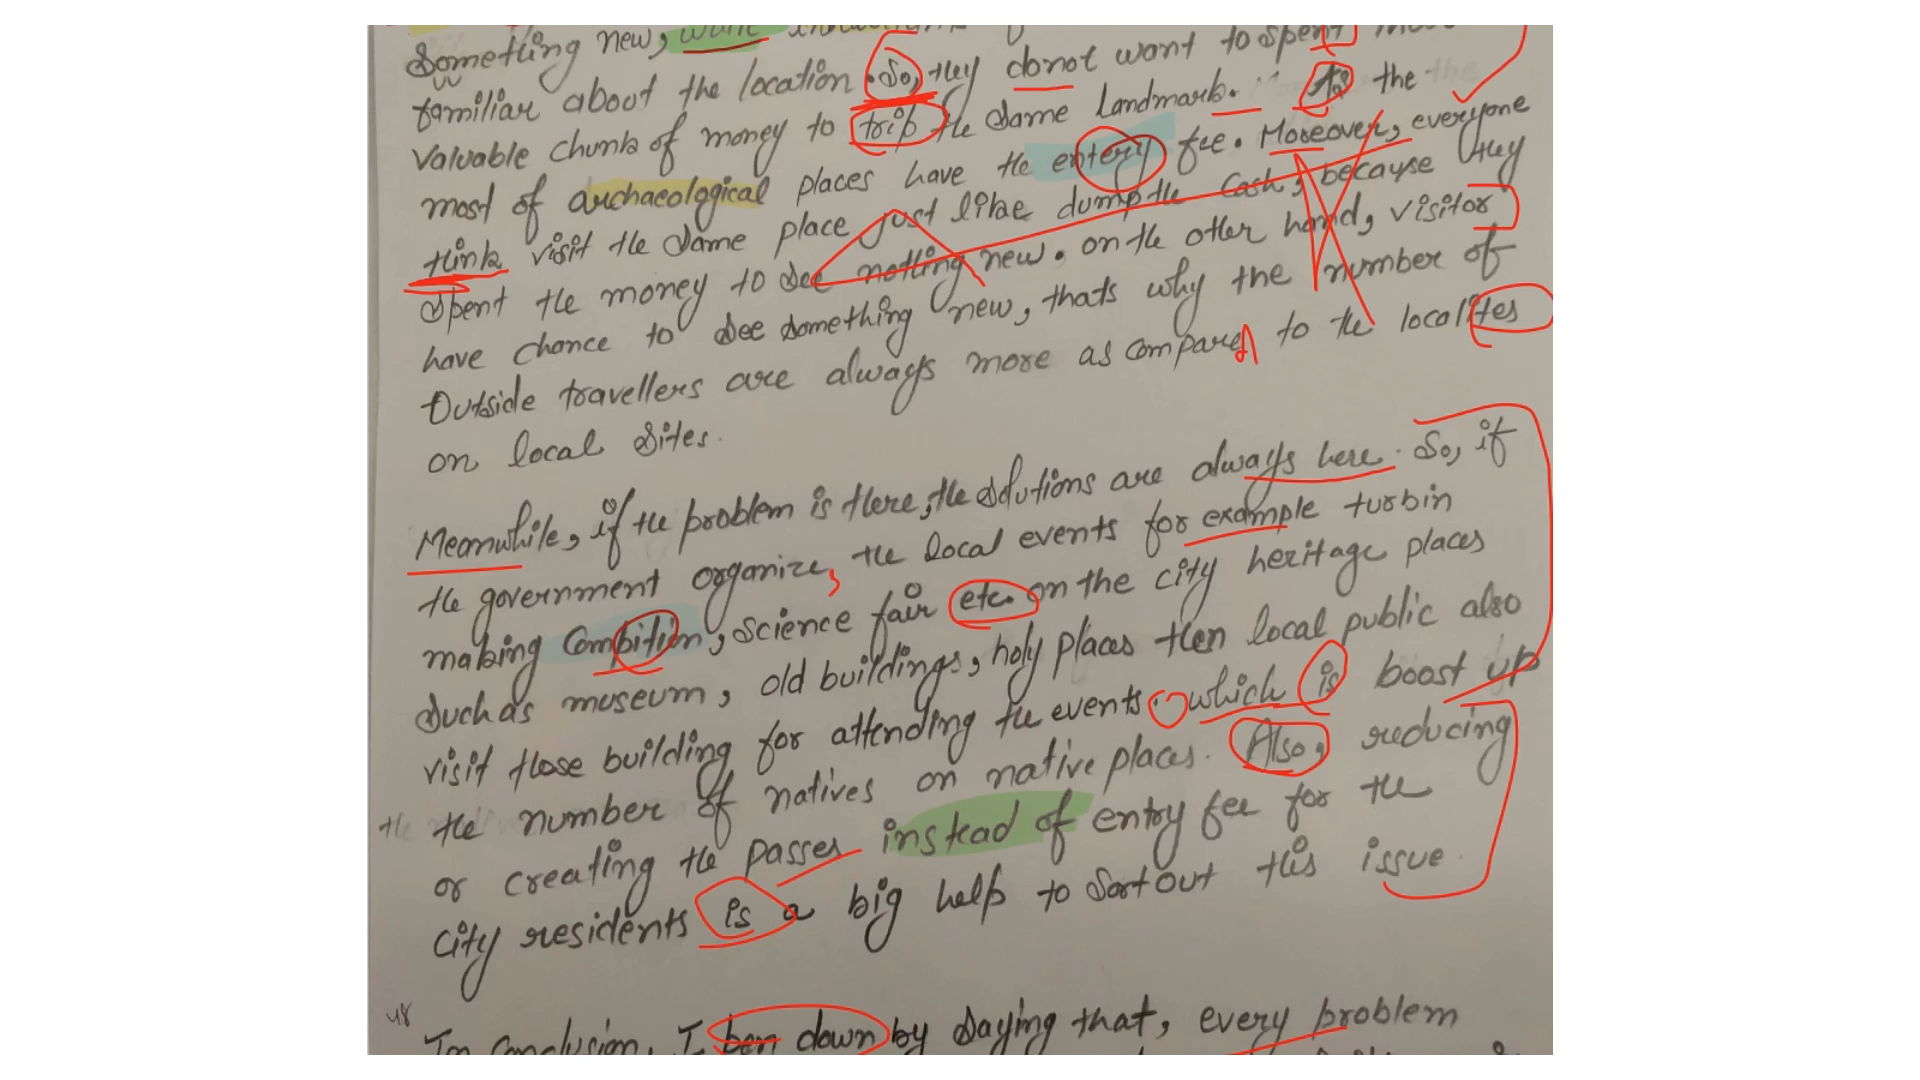 Something new, want
familiar about the location. So, they donot want to spent
Valuable chunk of money to trip the same landmark. As the
most of archaeological places have the entery fee. Moreover, everyone
think visit the same place just like dump the cash, because they
spent the money to see nothing new. on the other hand, visitor
have chance to see something new, thats why the number of
Outside travellers are always more as compare to the localites
on local sites.
Meanwhile, if the problem is there, the solutions are always here. So, if
the government organize, the local events for example turbin
making Combition, science fair etc. on the city heritage places
such as museum, old buildings, holy places then local public also
visit those building for attending the events. which is boost up
the number of natives on native places. Also, reducing
or creating the passes instead of entry fee for the
city residents is a big help to sort out this issue.
48
In conclusion, I ben down by saying that, every problem